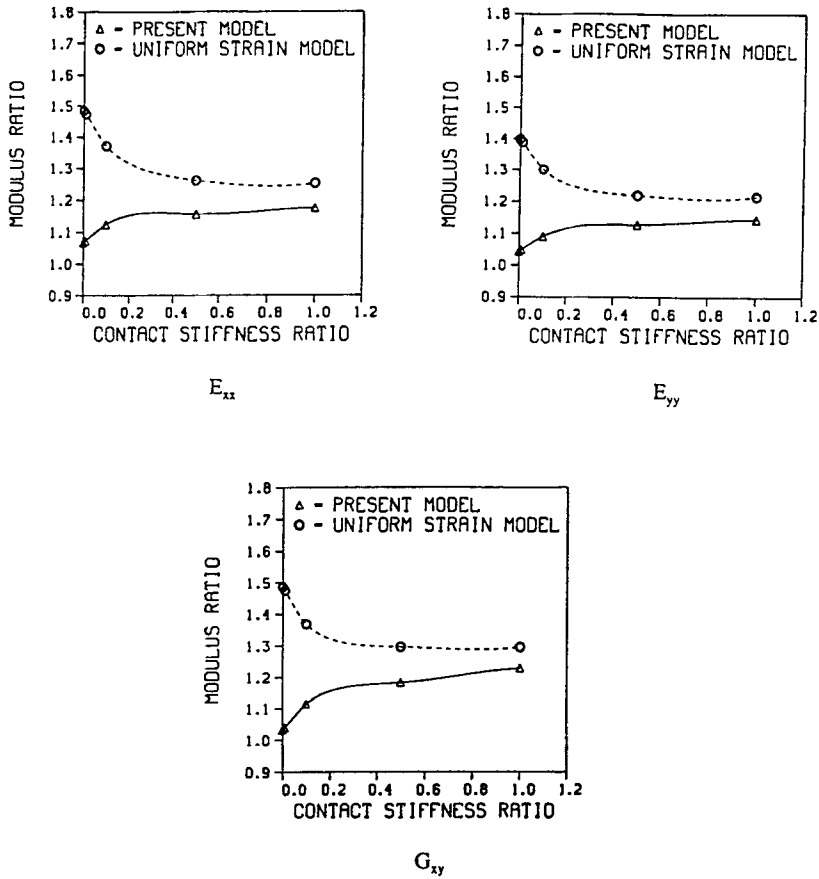 1.8
1.7
1.6
1.5
1.4
1.3
1.2
1.1
1.0
0.9
MODULUS RATIO
△ - PRESENT MODEL
○ - UNIFORM STRAIN MODEL
0.0 0.2 0.4 0.6 0.8 1.0 1.2
CONTACT STIFFNESS RATIO
E_xx
1.8
1.7
1.6
1.5
1.4
1.3
1.2
1.1
1.0
0.9
MODULUS RATIO
△ - PRESENT MODEL
○ - UNIFORM STRAIN MODEL
0.0 0.2 0.4 0.6 0.8 1.0 1.2
CONTACT STIFFNESS RATIO
E_yy
1.8
1.7
1.6
1.5
1.4
1.3
1.2
1.1
1.0
0.9
MODULUS RATIO
△ - PRESENT MODEL
○ - UNIFORM STRAIN MODEL
0.0 0.2 0.4 0.6 0.8 1.0 1.2
CONTACT STIFFNESS RATIO
G_xy